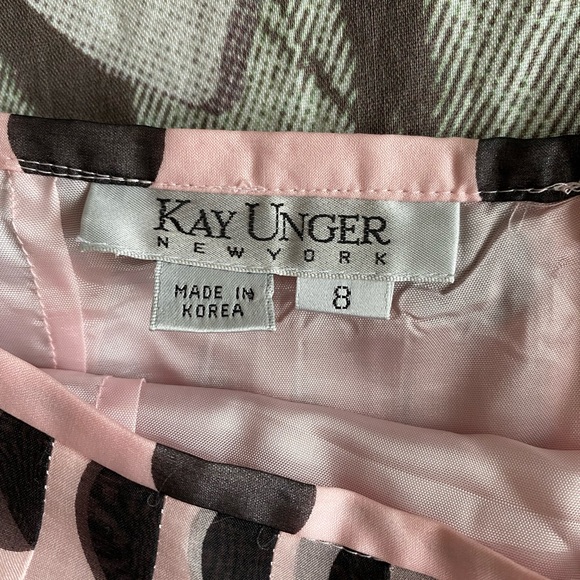 KAY UNGER
NEW YORK
MADE IN
KOREA
8